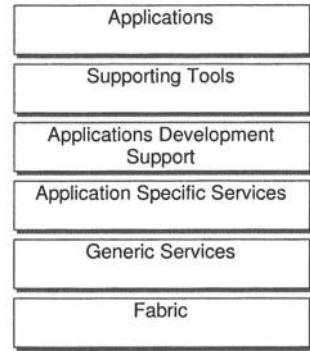 Applications
Supporting Tools
Applications Development
Support
Application Specific Services
Generic Services
Fabric